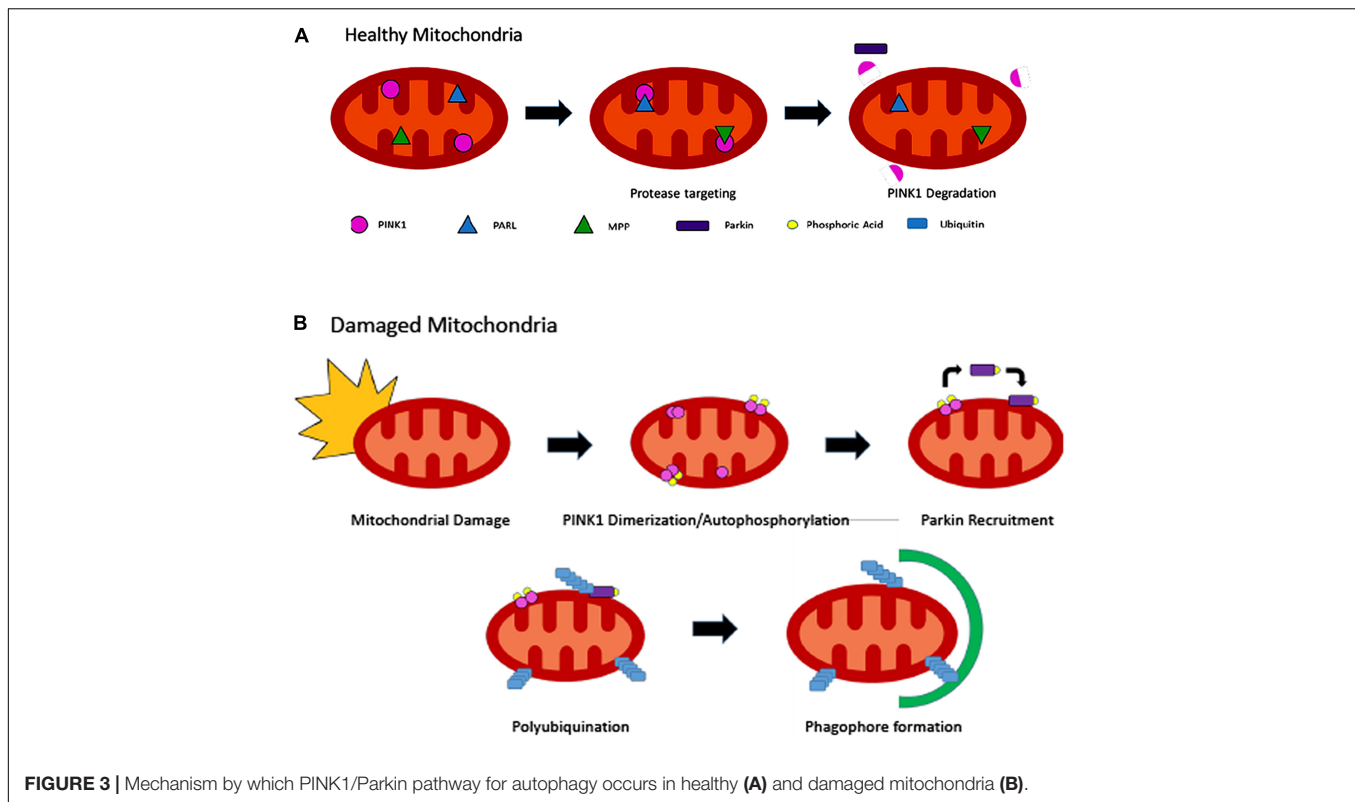 A Healthy Mitochondria
Protease targeting PINK1 Degradation
PINK1 PARL MPP Parkin Phosphoric Acid Ubiquitin
B Damaged Mitochondria
Mitochondrial Damage PINK1 Dimerization/Autophosphorylation Parkin Recruitment
Polyubiquination Phagophore formation
FIGURE 3 | Mechanism by which PINK1/Parkin pathway for autophagy occurs in healthy (A) and damaged mitochondria (B).